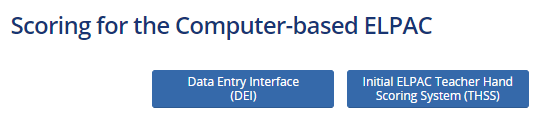 Scoring for the Computer-based ELPAC
Data Entry Interface
(DEI)
Initial ELPAC Teacher Hand
Scoring System (THSS)